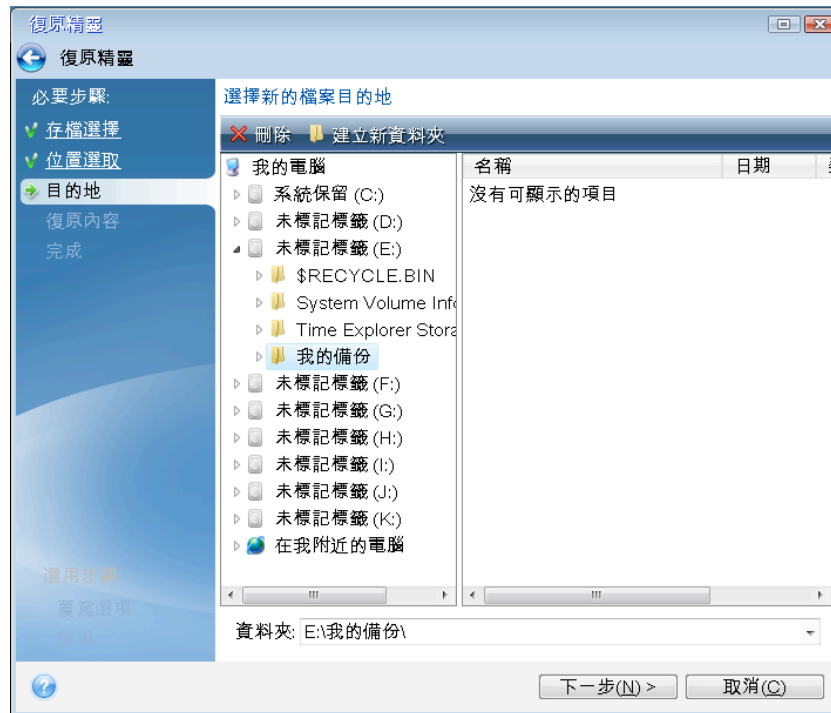 復原精靈
復原精靈
必要步驟:
存檔選擇
位置選取
目的地
復原內容
完成
選用步驟:
覆寫選項
選擇新的檔案目的地
刪除 建立新資料夾
我的電腦
系統保留 (C:)
未標記標籤 (D:)
未標記標籤 (E:)
$RECYCLE.BIN
System Volume Info
Time Explorer Stora
我的備份
未標記標籤 (F:)
未標記標籤 (G:)
未標記標籤 (H:)
未標記標籤 (I:)
未標記標籤 (J:)
未標記標籤 (K:)
在我附近的電腦
名稱 日期
沒有可顯示的項目
資料夾: E:\我的備份\
下一步(N) > 取消(C)